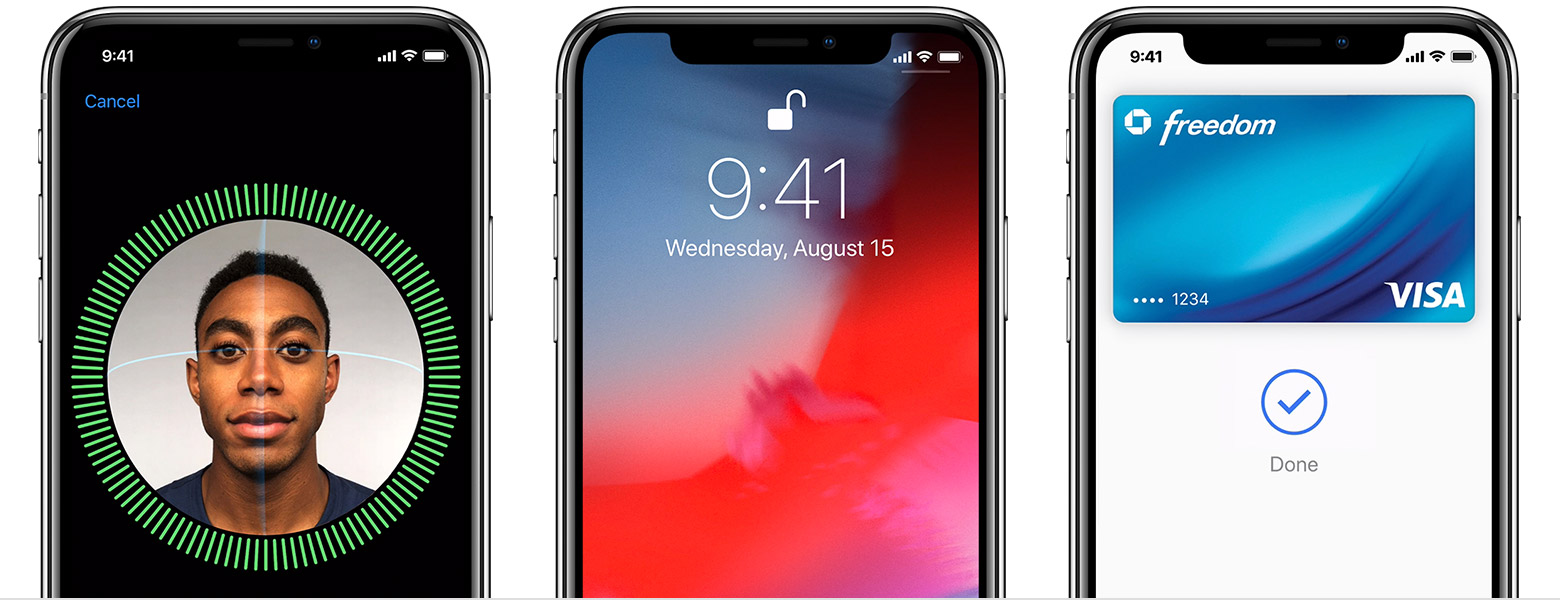 9:41
Cancel
9:41
Wednesday, August 15
9:41
freedom
•••• 1234
VISA
Done